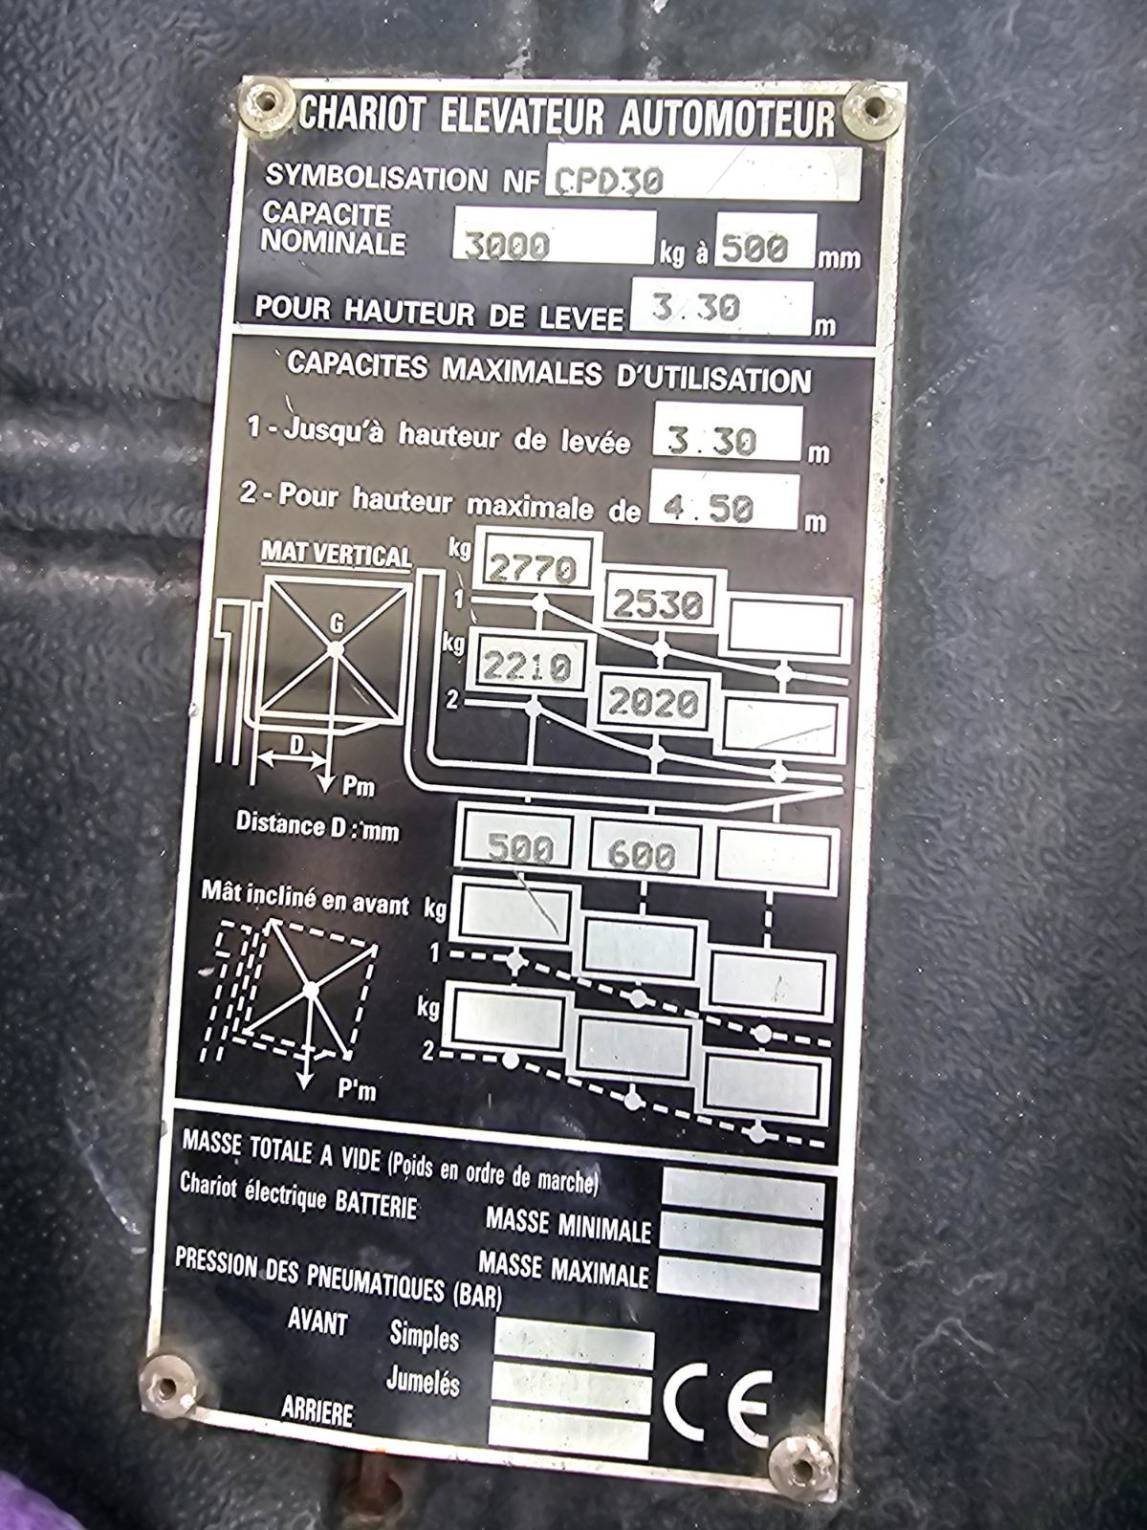 CHARIOT ELEVATEUR AUTOMOTEUR
SYMBOLISATION NF CPD30
CAPACITE
NOMINALE 3000 kg à 500 mm
POUR HAUTEUR DE LEVEE 3.30 m
CAPACITES MAXIMALES D'UTILISATION
1 - Jusqu'à hauteur de levée 3.30 m
2 - Pour hauteur maximale de 4.50 m
MAT VERTICAL
kg 2770
1 2530
G
kg 2210
2 2020
D
Pm
Distance D : mm
500 600
Mât incliné en avant kg
1
kg
2
P'm
MASSE TOTALE A VIDE (Poids en ordre de marche)
Chariot électrique BATTERIE
MASSE MINIMALE
MASSE MAXIMALE
PRESSION DES PNEUMATIQUES (BAR)
AVANT Simples
Jumelés
ARRIERE
CE